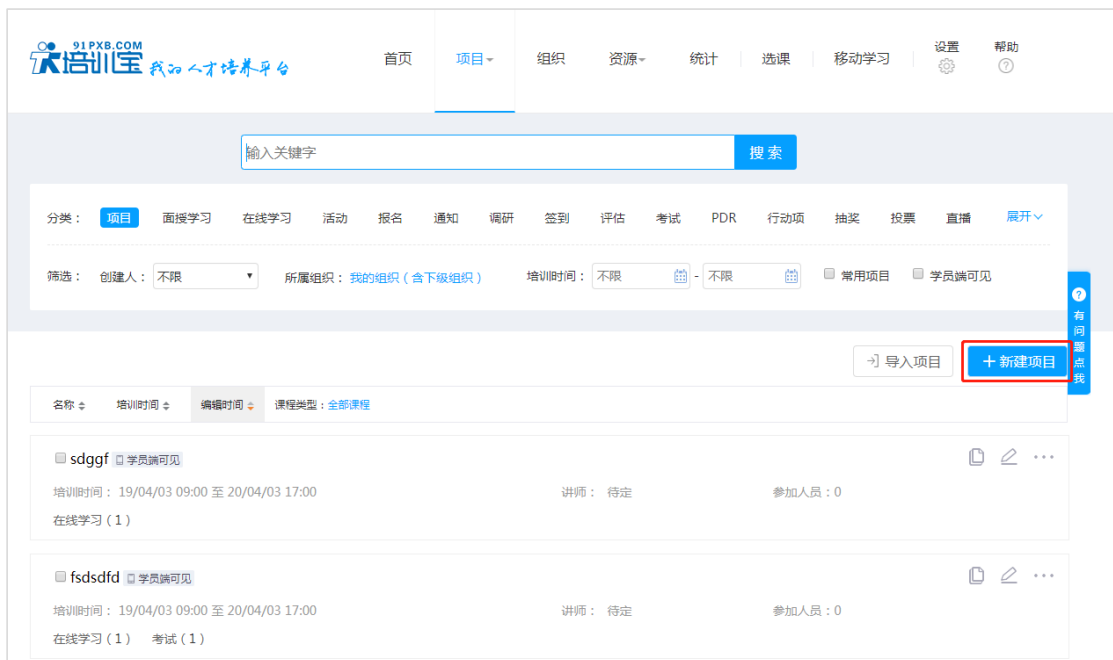 91PXB.COM
培训宝 我的人才培养平台
首页 项目 组织 资源 统计 选课 移动学习 设置 帮助
输入关键字 搜索
分类： 项目 面授学习 在线学习 活动 报名 通知 调研 签到 评估 考试 PDR 行动项 抽奖 投票 直播 展开
筛选： 创建人： 不限 所属组织： 我的组织（含下级组织） 培训时间： 不限 - 不限 常用项目 学员端可见
? 有问题点我
导入项目 +新建项目
名称 培训时间 编辑时间 课程类型：全部课程
sdggf 学员端可见 ...
培训时间： 19/04/03 09:00 至 20/04/03 17:00 讲师： 待定 参加人员：0
在线学习（1）
fsdsdfd 学员端可见 ...
培训时间： 19/04/03 09:00 至 20/04/03 17:00 讲师： 待定 参加人员：0
在线学习（1） 考试（1）